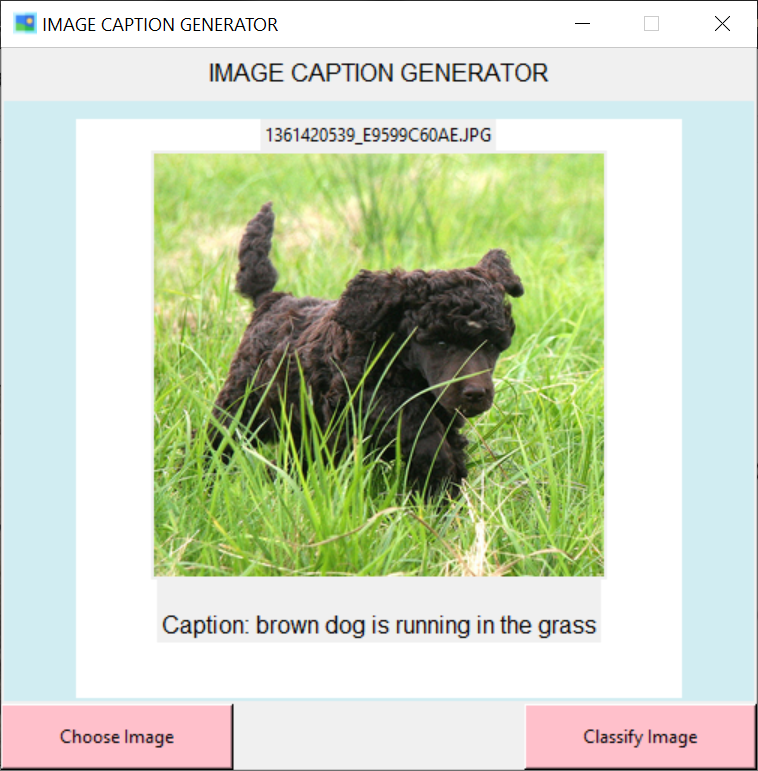 IMAGE CAPTION GENERATOR
IMAGE CAPTION GENERATOR
1361420539_E9599C60AE.JPG
Caption: brown dog is running in the grass
Choose Image
Classify Image